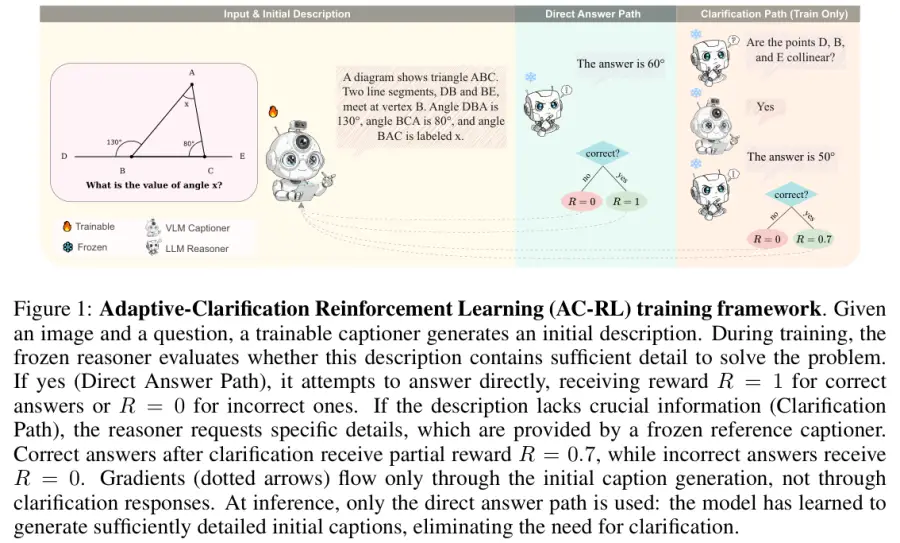 Input & Initial Description
Direct Answer Path
Clarification Path (Train Only)
A
x
130°
80°
D
B
C
E
What is the value of angle x?
Trainable
Frozen
VLM Captioner
LLM Reasoner
A diagram shows triangle ABC.
Two line segments, DB and BE,
meet at vertex B. Angle DBA is
130°, angle BCA is 80°, and angle
BAC is labeled x.
The answer is 60°
correct?
no
yes
R = 0
R = 1
Are the points D, B,
and E collinear?
Yes
The answer is 50°
correct?
no
yes
R = 0
R = 0.7
Figure 1: Adaptive-Clarification Reinforcement Learning (AC-RL) training framework. Given
an image and a question, a trainable captioner generates an initial description. During training, the
frozen reasoner evaluates whether this description contains sufficient detail to solve the problem.
If yes (Direct Answer Path), it attempts to answer directly, receiving reward R = 1 for correct
answers or R = 0 for incorrect ones. If the description lacks crucial information (Clarification
Path), the reasoner requests specific details, which are provided by a frozen reference captioner.
Correct answers after clarification receive partial reward R = 0.7, while incorrect answers receive
R = 0. Gradients (dotted arrows) flow only through the initial caption generation, not through
clarification responses. At inference, only the direct answer path is used: the model has learned to
generate sufficiently detailed initial captions, eliminating the need for clarification.